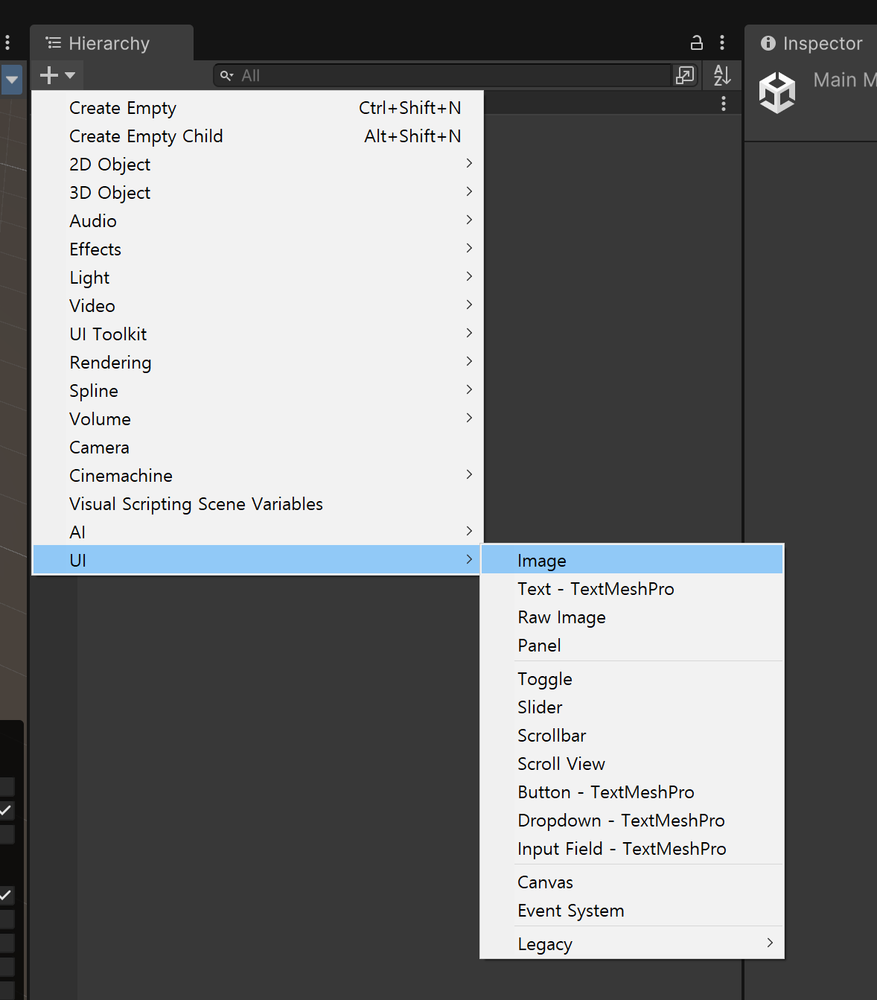 Hierarchy
Inspector
All
Main M
Create Empty Ctrl+Shift+N
Create Empty Child Alt+Shift+N
2D Object
3D Object
Audio
Effects
Light
Video
UI Toolkit
Rendering
Spline
Volume
Camera
Cinemachine
Visual Scripting Scene Variables
AI
UI
Image
Text - TextMeshPro
Raw Image
Panel
Toggle
Slider
Scrollbar
Scroll View
Button - TextMeshPro
Dropdown - TextMeshPro
Input Field - TextMeshPro
Canvas
Event System
Legacy